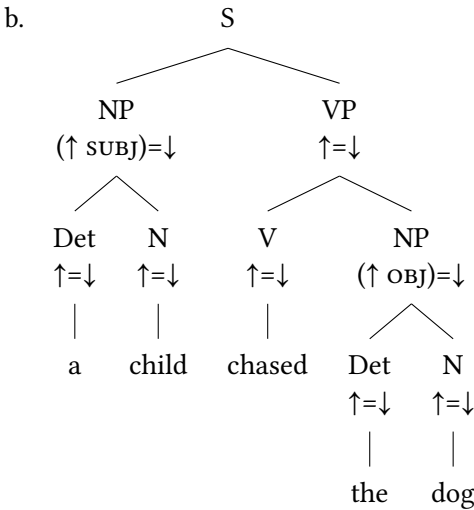 b. S
NP VP
(↑ SUBJ)=↓ ↑=↓
Det N V NP
↑=↓ ↑=↓ ↑=↓ (↑ OBJ)=↓
a child chased Det N
↑=↓ ↑=↓
the dog